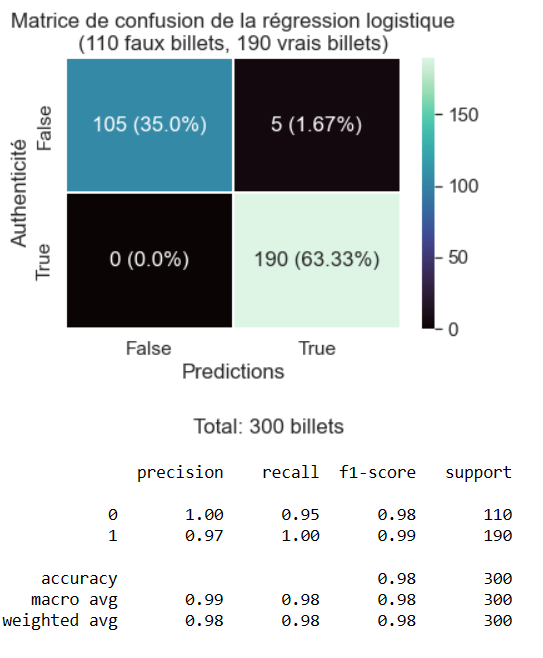 Matrice de confusion de la régression logistique
(110 faux billets, 190 vrais billets)
Authenticité
False
105 (35.0%)
5 (1.67%)
True
0 (0.0%)
190 (63.33%)
False
True
Predictions
150
100
50
0
Total: 300 billets
precision recall f1-score support
0 1.00 0.95 0.98 110
1 0.97 1.00 0.99 190
accuracy 0.98 300
macro avg 0.99 0.98 0.98 300
weighted avg 0.98 0.98 0.98 300